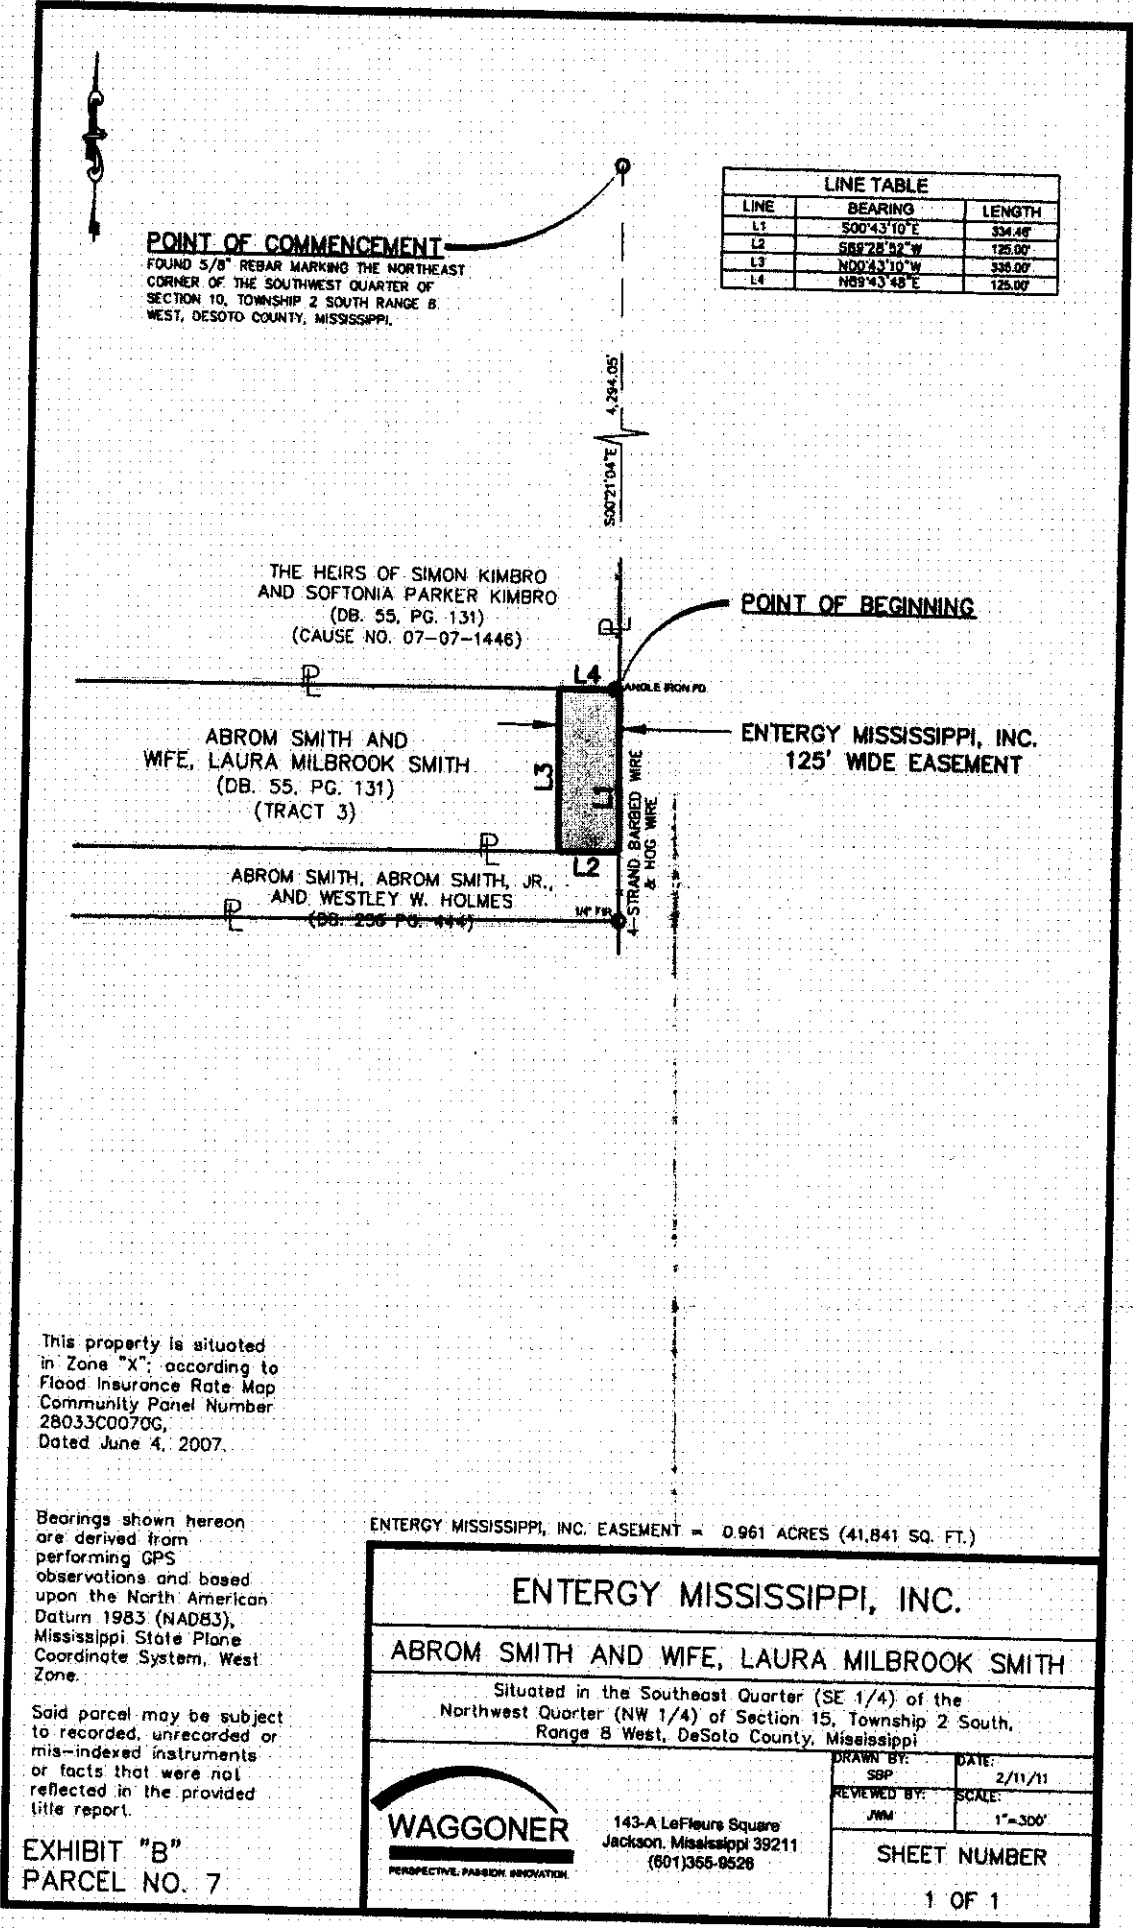 POINT OF COMMENCEMENT
FOUND 5/8" REBAR MARKING THE NORTHEAST
CORNER OF THE SOUTHWEST QUARTER OF
SECTION 10, TOWNSHIP 2 SOUTH RANGE 8
WEST, DESOTO COUNTY, MISSISSIPPI.
LINE TABLE
LINE BEARING LENGTH
L1 S00°43'10"E 334.46'
L2 S89°28'52"W 125.00'
L3 N00°43'10"W 335.00'
L4 N89°43'48"E 125.00'
S00°21'04"E 4,294.05'
THE HEIRS OF SIMON KIMBRO
AND SOFTONIA PARKER KIMBRO
(DB. 55, PG. 131)
(CAUSE NO. 07-07-1446)
PL
POINT OF BEGINNING
PL
L4
ANGLE IRON FD.
ABROM SMITH AND
WIFE, LAURA MILBROOK SMITH
(DB. 55, PG. 131)
(TRACT 3)
L3
L1
ENTERGY MISSISSIPPI, INC.
125' WIDE EASEMENT
4-STRAND BARBED WIRE
& HOG WIRE
PL
L2
ABROM SMITH, ABROM SMITH, JR.,
AND WESTLEY W. HOLMES
(DB. 256 PG. 444)
PL
This property is situated
in Zone "X"; according to
Flood Insurance Rate Map
Community Panel Number
28033C0070G,
Dated June 4, 2007.
Bearings shown hereon
are derived from
performing GPS
observations and based
upon the North American
Datum 1983 (NAD83),
Mississippi State Plane
Coordinate System, West
Zone.
Said parcel may be subject
to recorded, unrecorded or
mis-indexed instruments
or facts that were not
reflected in the provided
title report.
EXHIBIT "B"
PARCEL NO. 7
ENTERGY MISSISSIPPI, INC. EASEMENT = 0.961 ACRES (41,841 SQ. FT.)
ENTERGY MISSISSIPPI, INC.
ABROM SMITH AND WIFE, LAURA MILBROOK SMITH
Situated in the Southeast Quarter (SE 1/4) of the
Northwest Quarter (NW 1/4) of Section 15, Township 2 South,
Range 8 West, DeSoto County, Mississippi
WAGGONER
PERSPECTIVE. PASSION. INNOVATION.
143-A LeFleurs Square
Jackson, Mississippi 39211
(601)355-9526
DRAWN BY: SBP
DATE: 2/11/11
REVIEWED BY: JWM
SCALE: 1"=300'
SHEET NUMBER
1 OF 1